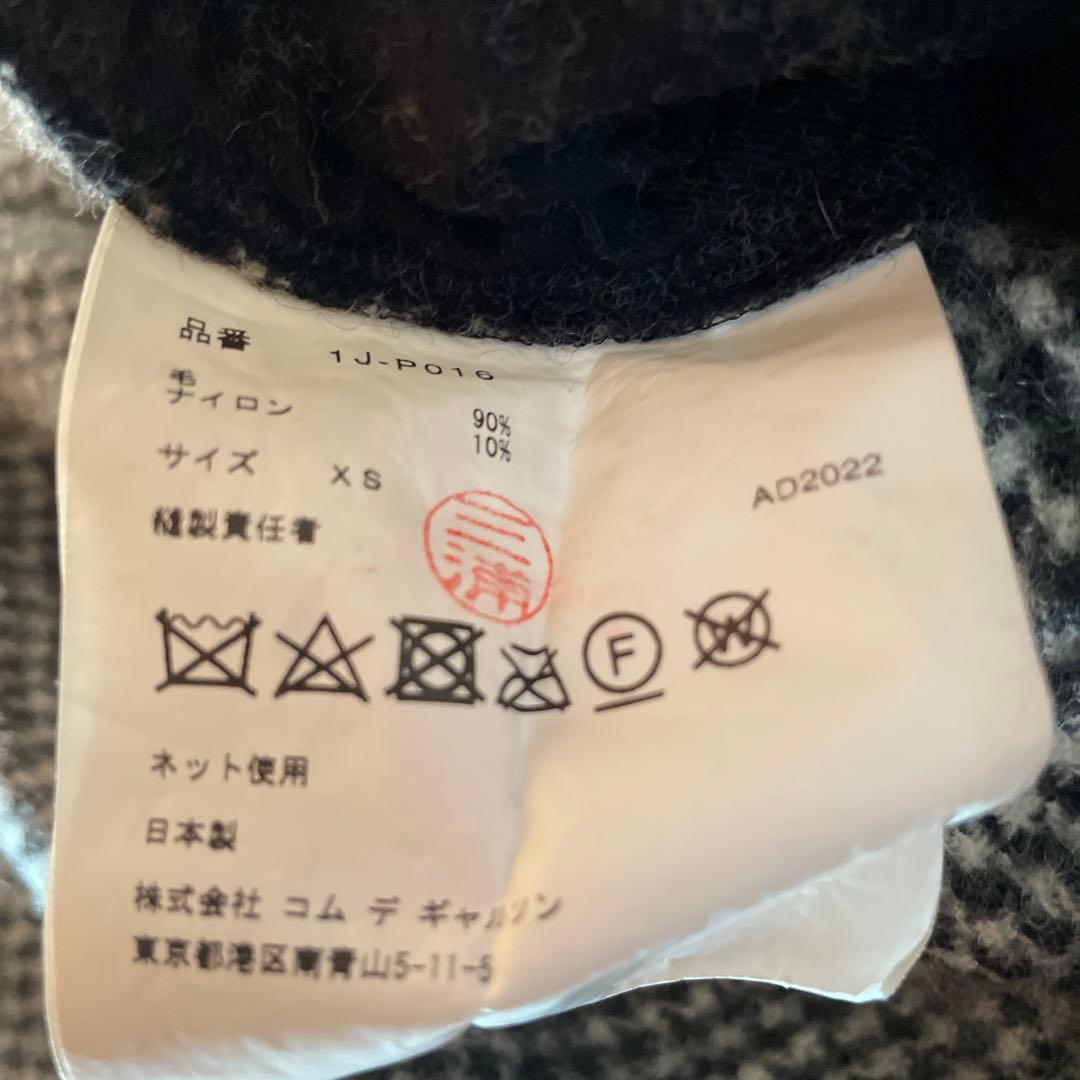 品番 1J-P016
毛 90%
ナイロン 10%
サイズ XS
AD2022
縫製責任者 三浦
F
W
ネット使用
日本製
株式会社 コム デ ギャルソン
東京都港区南青山5-11-5